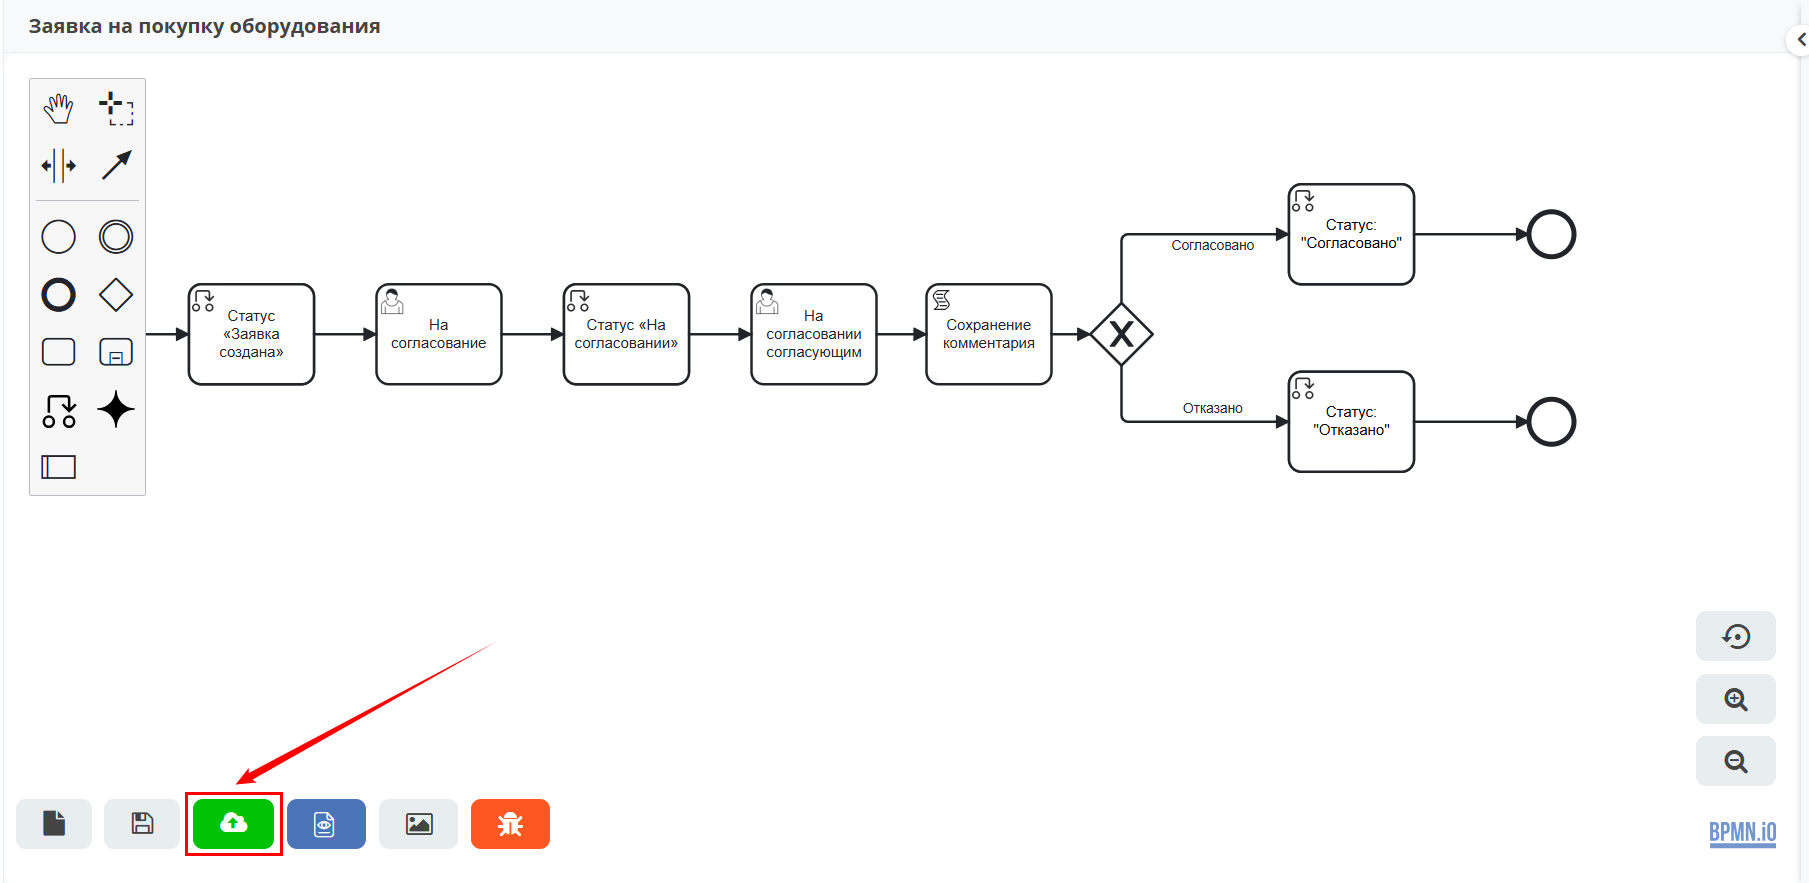 Заявка на покупку оборудования
Статус
«Заявка
создана»
На
согласование
Статус «На
согласовании»
На
согласовании
согласующим
Сохранение
комментария
X
Согласовано
Статус:
"Согласовано"
Отказано
Статус:
"Отказано"
BPMN.iO